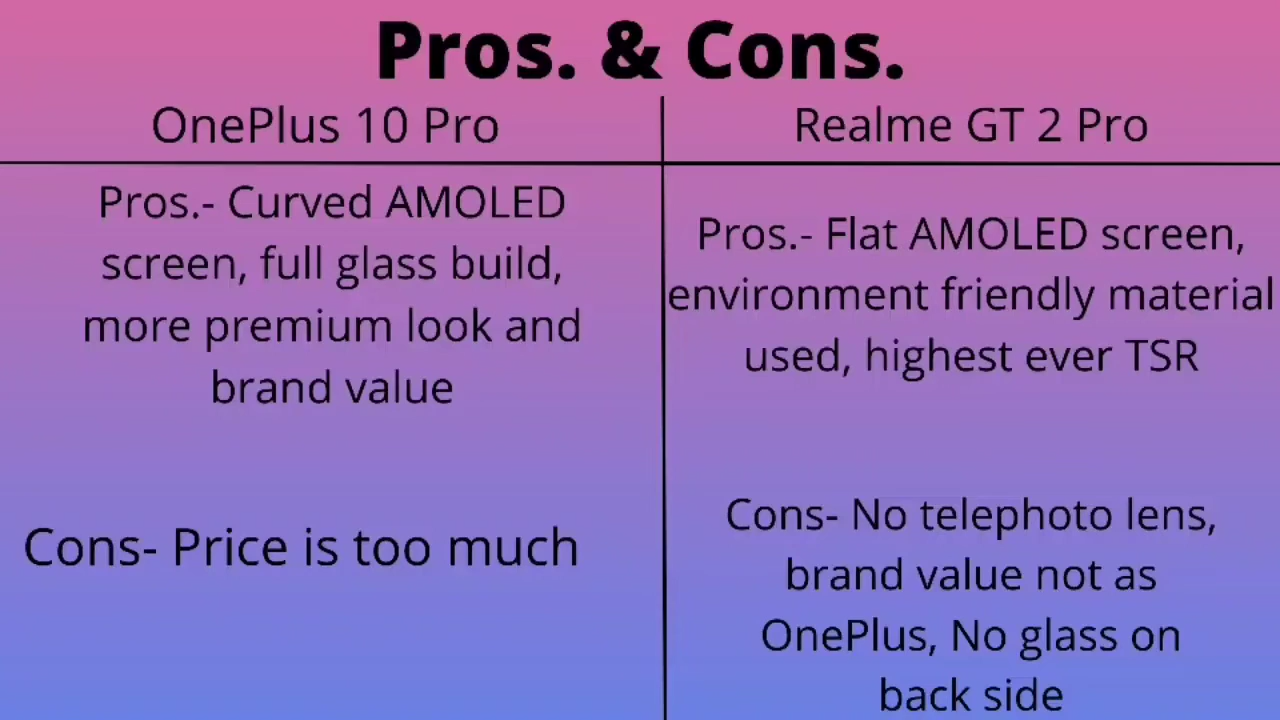 Pros. & Cons.
OnePlus 10 Pro
Realme GT 2 Pro
Pros.- Curved AMOLED
screen, full glass build,
more premium look and
brand value
Cons- Price is too much
Pros.- Flat AMOLED screen,
environment friendly material
used, highest ever TSR
Cons- No telephoto lens,
brand value not as
OnePlus, No glass on
back side